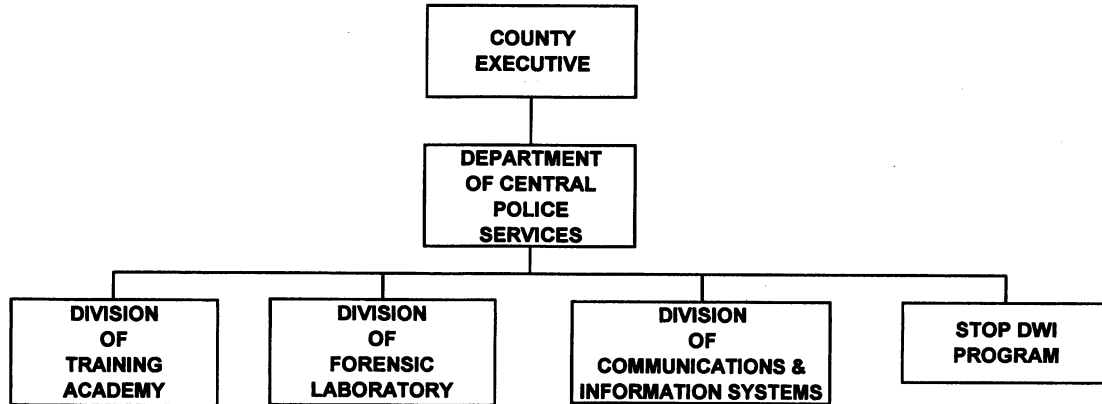 COUNTY
EXECUTIVE
DEPARTMENT
OF CENTRAL
POLICE
SERVICES
DIVISION
OF
TRAINING
ACADEMY
DIVISION
OF
FORENSIC
LABORATORY
DIVISION
OF
COMMUNICATIONS &
INFORMATION SYSTEMS
STOP DWI
PROGRAM